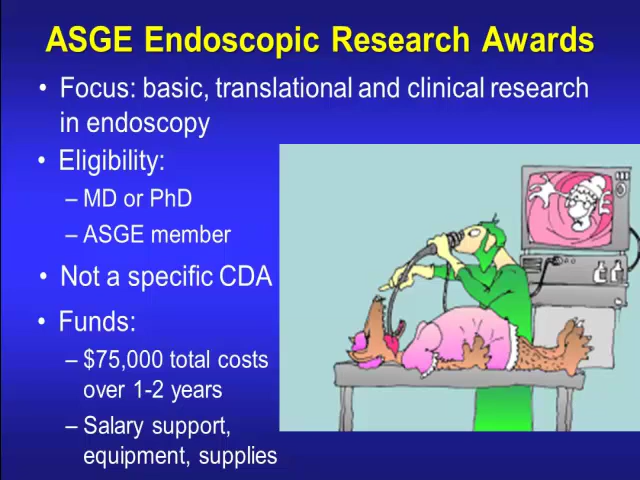 ASGE Endoscopic Research Awards
• Focus: basic, translational and clinical research
in endoscopy
• Eligibility:
– MD or PhD
– ASGE member
• Not a specific CDA
• Funds:
– $75,000 total costs
over 1-2 years
– Salary support,
equipment, supplies